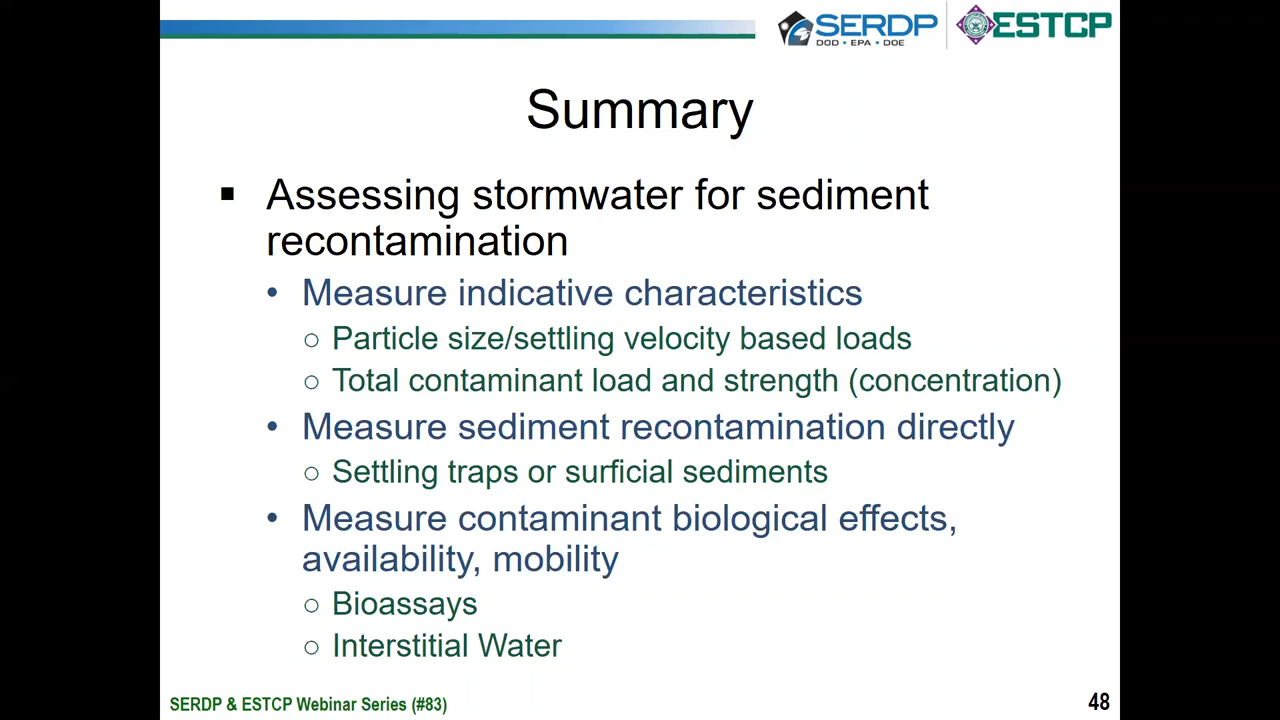 SERDP
DOD • EPA • DOE
ESTCP
Summary
▪ Assessing stormwater for sediment
recontamination
• Measure indicative characteristics
○ Particle size/settling velocity based loads
○ Total contaminant load and strength (concentration)
• Measure sediment recontamination directly
○ Settling traps or surficial sediments
• Measure contaminant biological effects,
availability, mobility
○ Bioassays
○ Interstitial Water
SERDP & ESTCP Webinar Series (#83)
48